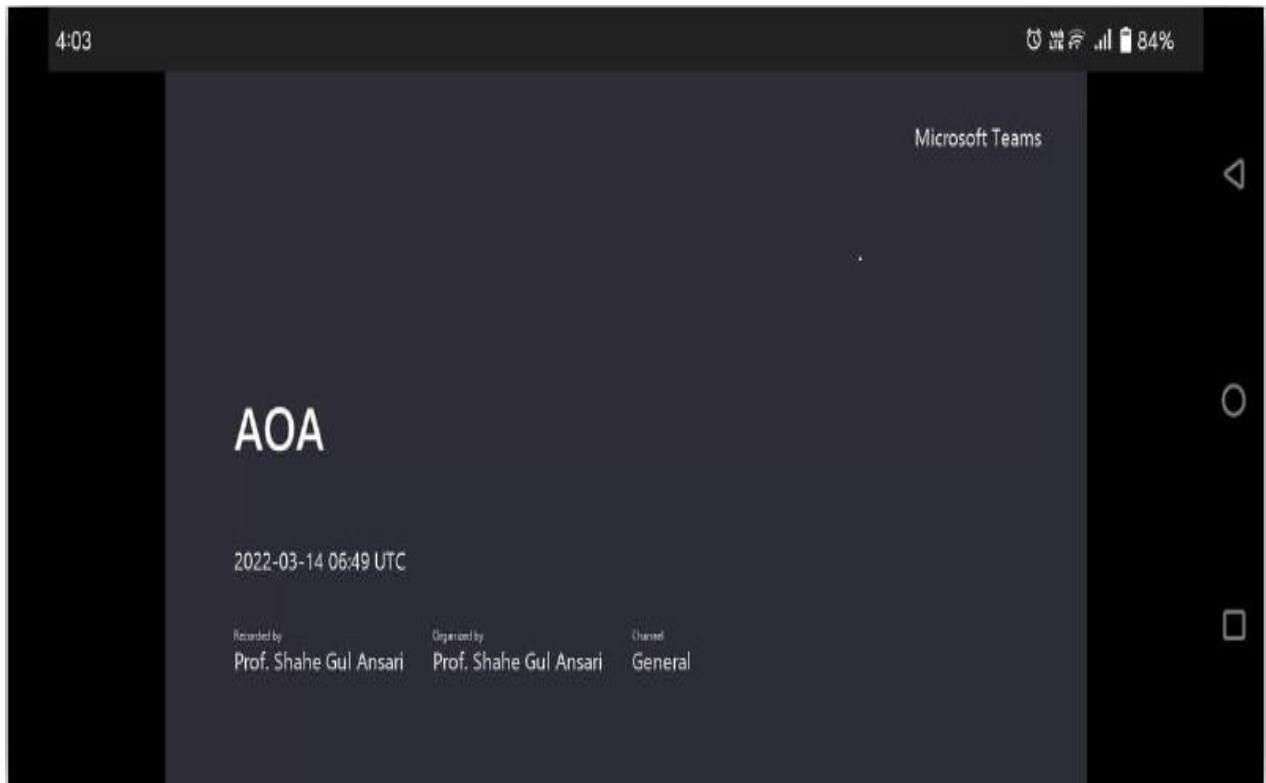 4:03
84%
Microsoft Teams
AOA
2022-03-14 06:49 UTC
Recorded by Organized by Channel
Prof. Shahe Gul Ansari Prof. Shahe Gul Ansari General